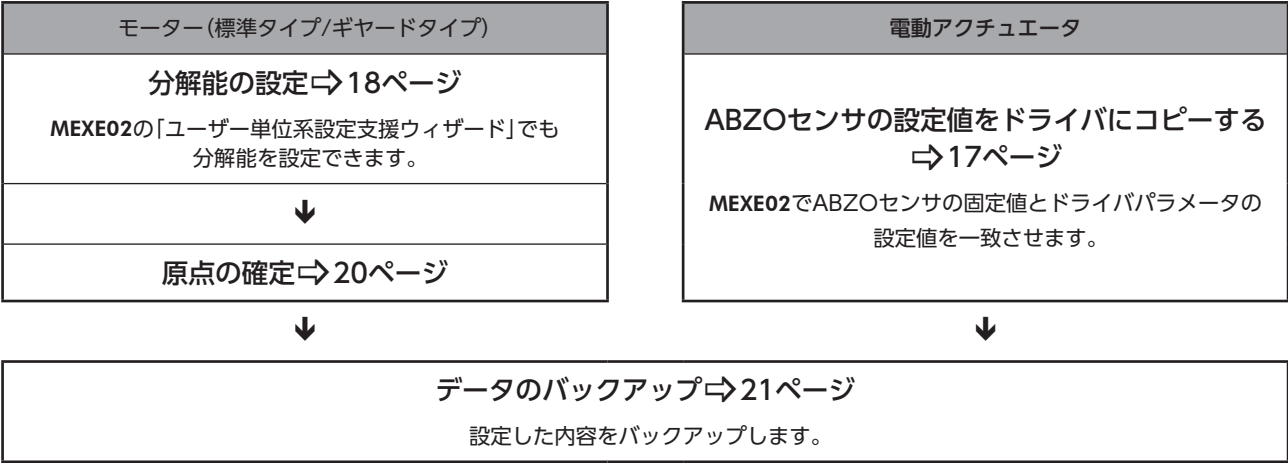 モーター(標準タイプ/ギヤードタイプ)
分解能の設定⇨18ページ
MEXE02の「ユーザー単位系設定支援ウィザード」でも
分解能を設定できます。
原点の確定⇨20ページ
電動アクチュエータ
ABZOセンサの設定値をドライバにコピーする
⇨17ページ
MEXE02でABZOセンサの固定値とドライバパラメータの
設定値を一致させます。
データのバックアップ⇨21ページ
設定した内容をバックアップします。